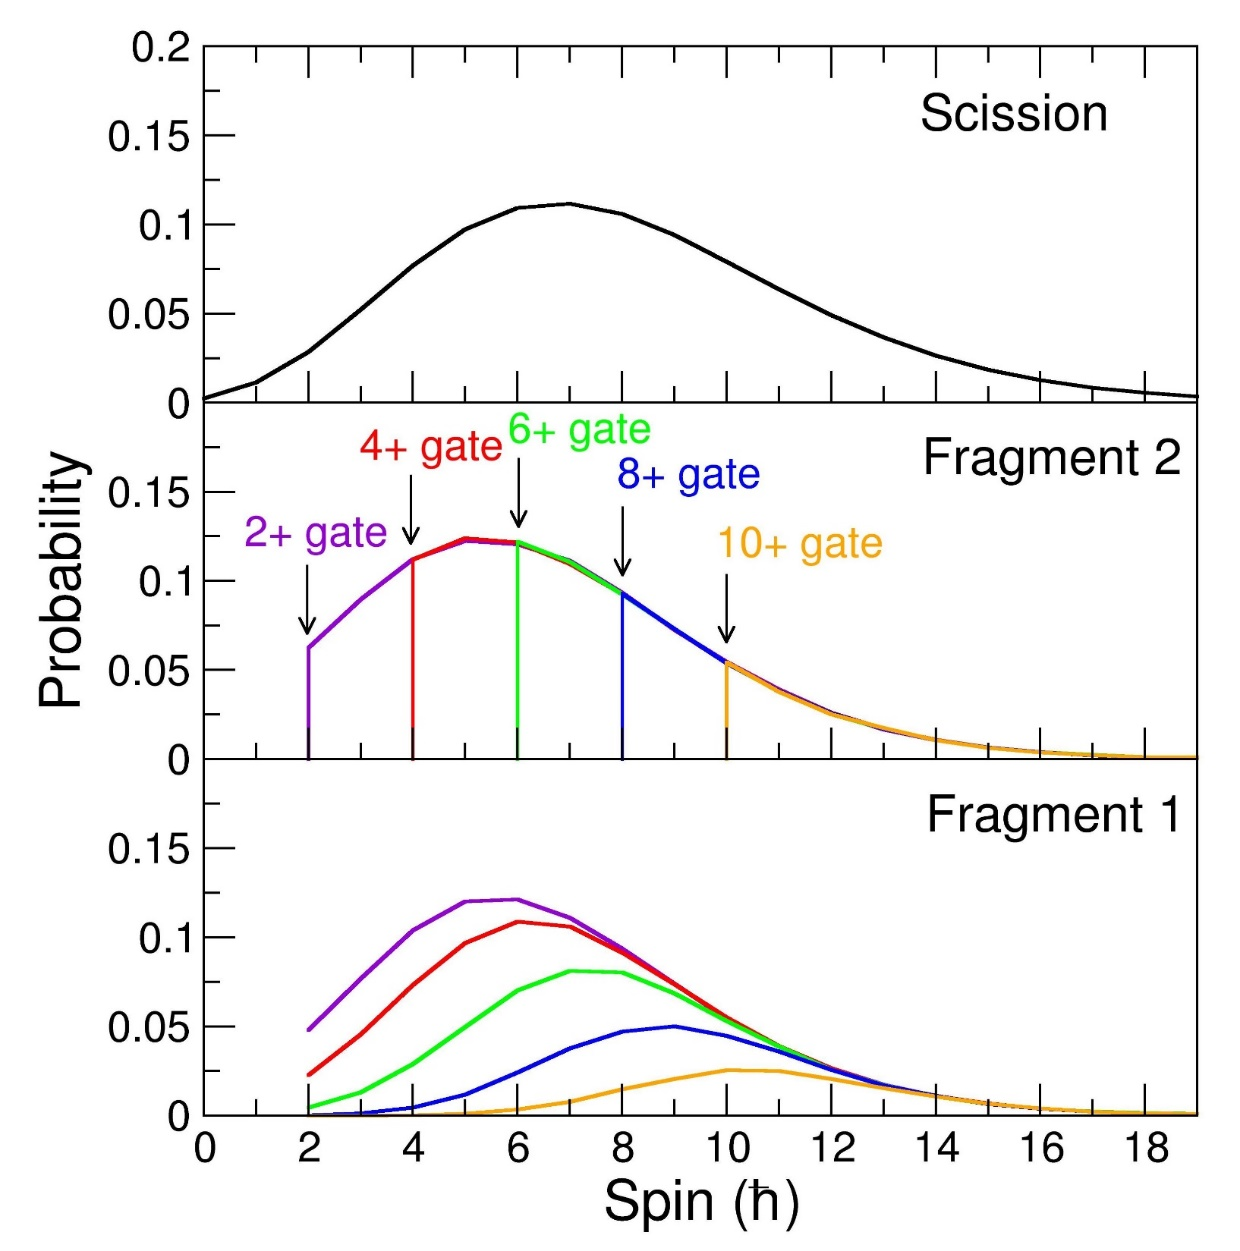 0.2
Scission
0.15
0.1
0.05
0
4+ gate
6+ gate
Fragment 2
8+ gate
0.15
2+ gate
10+ gate
0.1
0.05
0
Probability
Fragment 1
0.15
0.1
0.05
0
0 2 4 6 8 10 12 14 16 18
Spin (ħ)